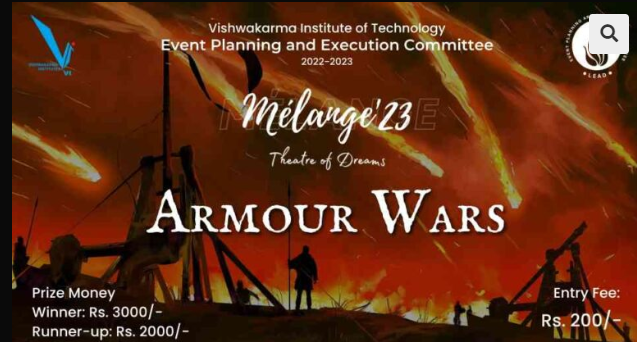 Vishwakarma Institute of Technology
Event Planning and Execution Committee
2022-2023
Mélange'23
Theatre of Dreams
ARMOUR WARS
Prize Money
Winner: Rs. 3000/-
Runner-up: Rs. 2000/-
Entry Fee:
Rs. 200/-
LEAD